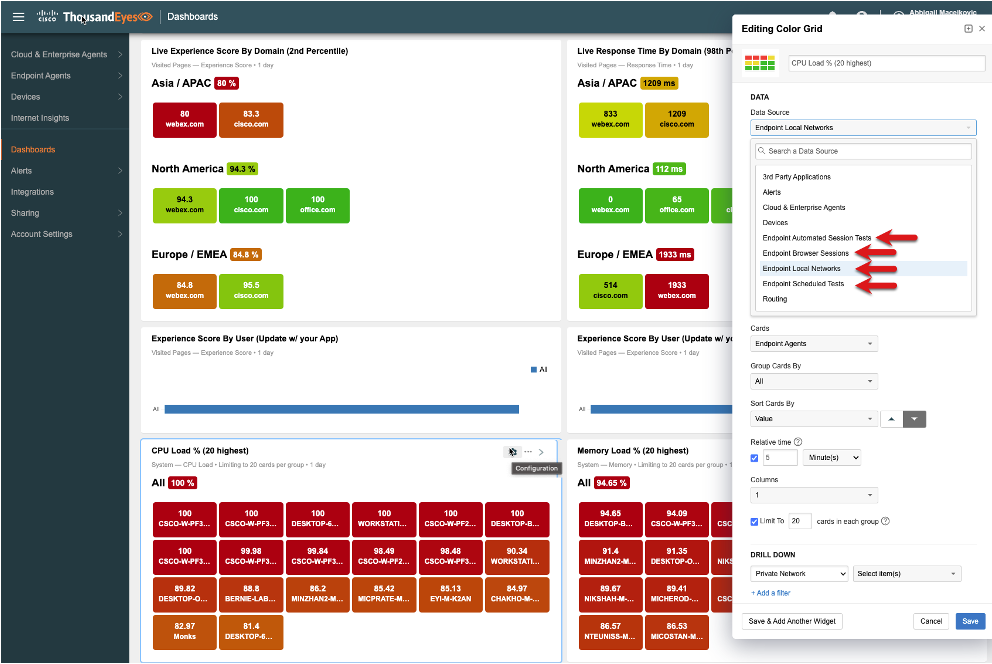 cisco ThousandEyes Dashboards
Abbigail Macelkovic
Cloud & Enterprise Agents
Endpoint Agents
Devices
Internet Insights
Dashboards
Alerts
Integrations
Sharing
Account Settings
Live Experience Score By Domain (2nd Percentile)
Visited Pages — Experience Score • 1 day
Asia / APAC 80 %
80 83.3
webex.com cisco.com
North America 94.3 %
94.3 100 100
webex.com cisco.com office.com
Europe / EMEA 84.8 %
84.8 95.5
webex.com cisco.com
Live Response Time By Domain (98th P
Visited Pages — Response Time • 1 day
Asia / APAC 1209 ms
833 1209
webex.com cisco.com
North America 112 ms
0 65
webex.com office.com ci
Europe / EMEA 1933 ms
514 1933
cisco.com webex.com
Experience Score By User (Update w/ your App)
Visited Pages — Experience Score • 1 day
All
All
Experience Score By User (Update w/ yo
Visited Pages — Experience Score • 1 day
All
CPU Load % (20 highest)
Configuration
System — CPU Load • Limiting to 20 cards per group • 1 day
All 100 %
100 100 100 100 100 100
CSCO-W-PF3... CSCO-W-PF3... DESKTOP-6... WORKSTATI... CSCO-W-PF2... DESKTOP-B...
100 99.98 99.84 98.49 98.48 90.34
CSCO-W-PF3... CSCO-W-PF3... CSCO-W-PF3... CSCO-W-PF2... CSCO-W-PF3... WORKSTATI...
89.82 88.8 86.2 85.42 85.13 84.97
DESKTOP-O... BERNIE-LAB... MINZHAN2-M... MICPRATE-M... EYI-M-K2AN CHAKHO-M-...
82.97 81.4
Monks DESKTOP-6...
Memory Load % (20 highest)
System — Memory • Limiting to 20 cards per group • 1 day
All 94.65 %
94.65 94.09
DESKTOP-B... CSCO-W-PF3... CSC
91.4 91.35
MINZHAN2-M... DESKTOP-O... NIKS
89.67 89.41
NIKSHAH-M-... MICHEROD-... CSC
86.57 86.53
NTEUNISS-M... MICOSTAN-M...
Editing Color Grid
CPU Load % (20 highest)
DATA
Data Source
Endpoint Local Networks
Search a Data Source
3rd Party Applications
Alerts
Cloud & Enterprise Agents
Devices
Endpoint Automated Session Tests
Endpoint Browser Sessions
Endpoint Local Networks
Endpoint Scheduled Tests
Routing
Cards
Endpoint Agents
Group Cards By
All
Sort Cards By
Value
Relative time
5 Minute(s)
Columns
1
Limit To 20 cards in each group
DRILL DOWN
Private Network Select item(s)
+ Add a filter
Save & Add Another Widget Cancel Save